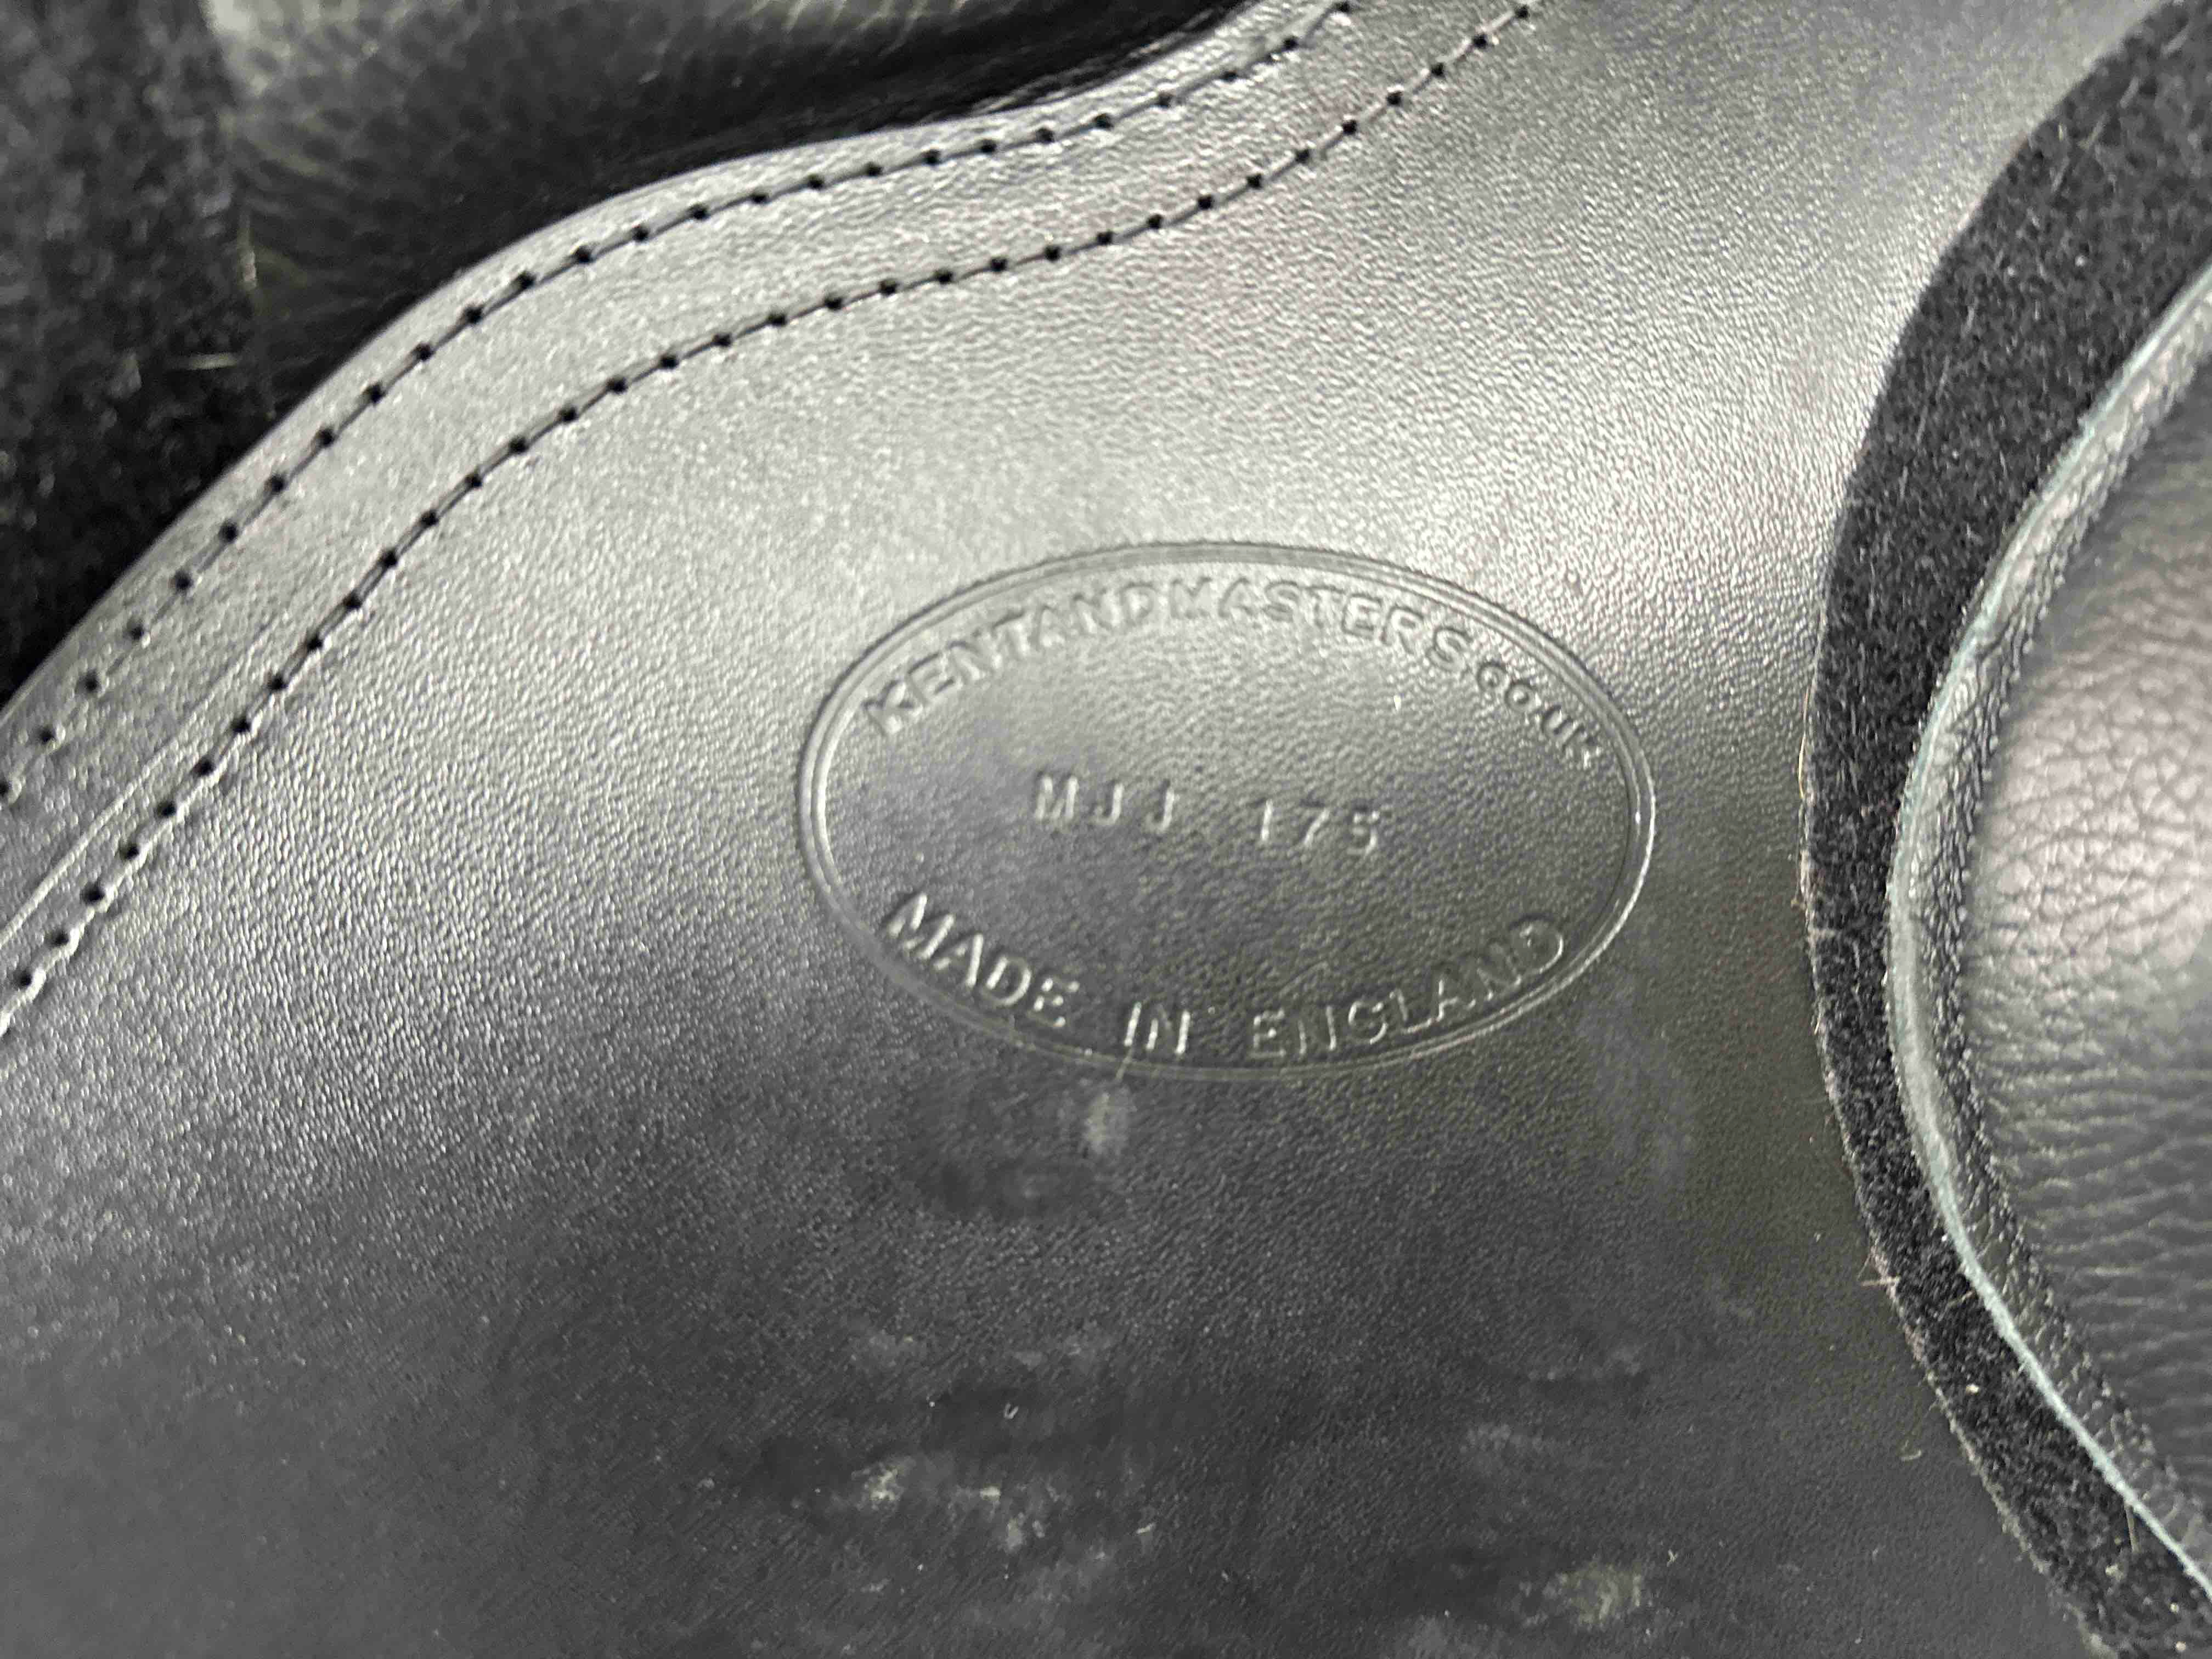 KENTANDMASTERS.CO.UK
MJJ 175
MADE IN ENGLAND